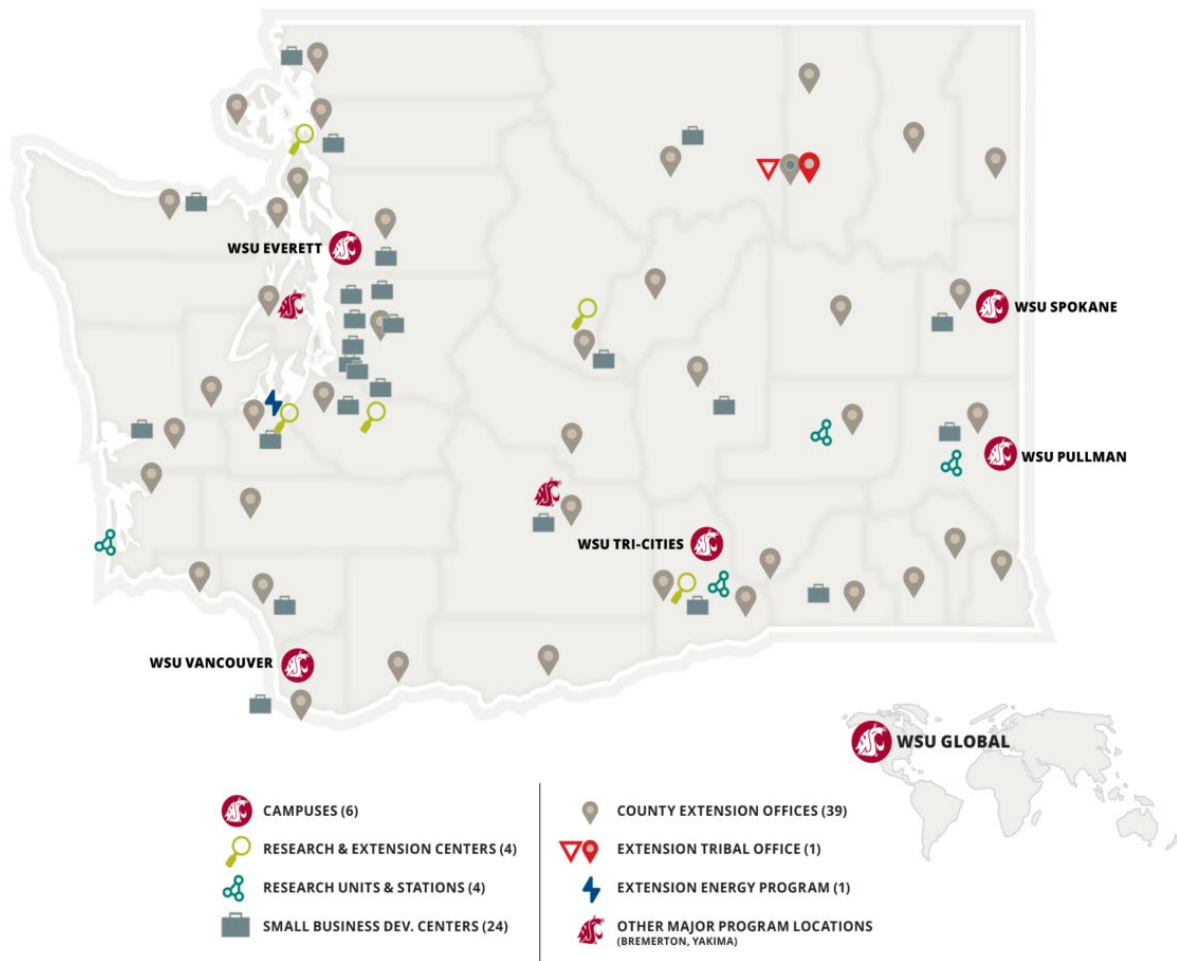 WSU EVERETT
WSU SPOKANE
WSU PULLMAN
WSU TRI-CITIES
WSU VANCOUVER
WSU GLOBAL
CAMPUSES (6)
RESEARCH & EXTENSION CENTERS (4)
RESEARCH UNITS & STATIONS (4)
SMALL BUSINESS DEV. CENTERS (24)
COUNTY EXTENSION OFFICES (39)
EXTENSION TRIBAL OFFICE (1)
EXTENSION ENERGY PROGRAM (1)
OTHER MAJOR PROGRAM LOCATIONS
(BREMERTON, YAKIMA)